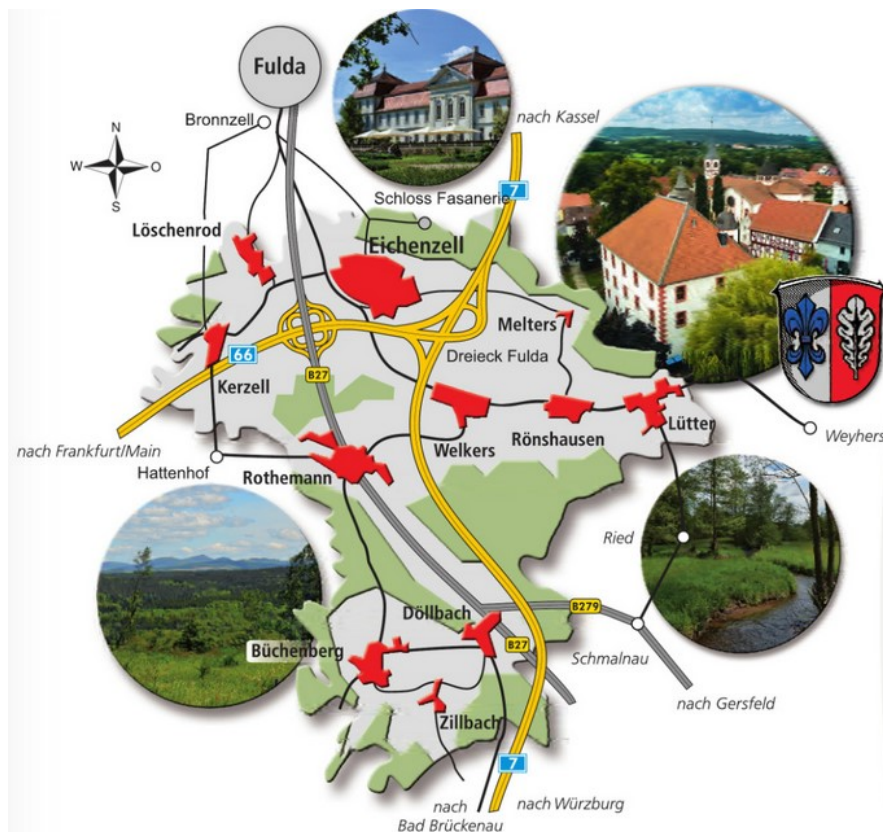 Fulda
Bronnzell
nach Kassel
N
W
O
S
7
Schloss Fasanerie
Löschenrod
Eichenzell
Melters
66
Dreieck Fulda
B27
Kerzell
nach Frankfurt/Main
Hattenhof
Rothemann
Welkers
Rönshausen
Lütter
Weyhers
Ried
Döllbach
B279
B27
Büchenberg
Schmalnau
Zillbach
nach Gersfeld
7
nach
Bad Brückenau
nach Würzburg